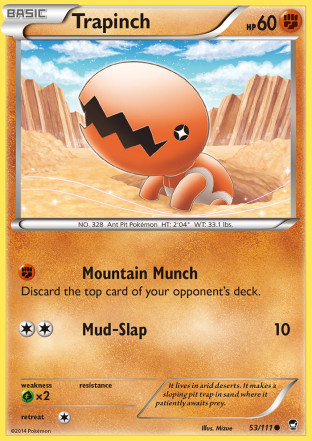 BASIC Trapinch HP60
NO. 328 Ant Pit Pokémon HT: 2'04" WT: 33.1 lbs.
Mountain Munch
Discard the top card of your opponent's deck.
Mud-Slap 10
weakness resistance
×2
It lives in arid deserts. It makes a
sloping pit trap in sand where it
patiently awaits prey.
retreat
©2014 Pokémon Illus. Mizue 53/111